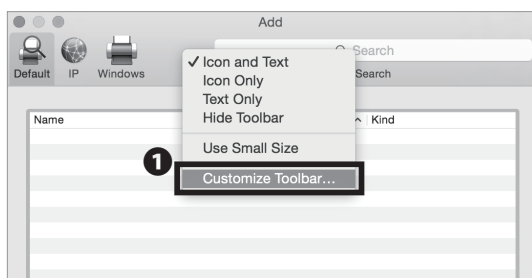 Add
Search
Default IP Windows
Search
✓ Icon and Text
Icon Only
Text Only
Hide Toolbar
Use Small Size
1
Customize Toolbar...
Name
Kind